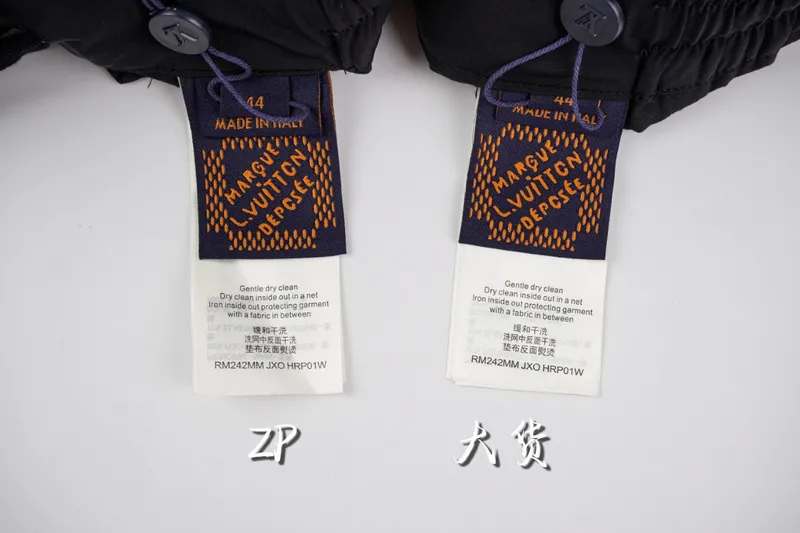 44
MADE IN ITALY
MARQUE
L.VUITTON
DÉPOSÉE
Gentle dry clean
Dry clean inside out in a net
Iron inside out protecting garment
with a fabric in between
缓和干洗
洗网中反面干洗
垫布反面熨烫
RM242MM JXO HRP01W
ZP
44
MADE IN ITALY
MARQUE
L.VUITTON
DÉPOSÉE
Gentle dry clean
Dry clean inside out in a net
Iron inside out protecting garment
with a fabric in between
缓和干洗
洗网中反面干洗
垫布反面熨烫
RM242MM JXO HRP01W
大货